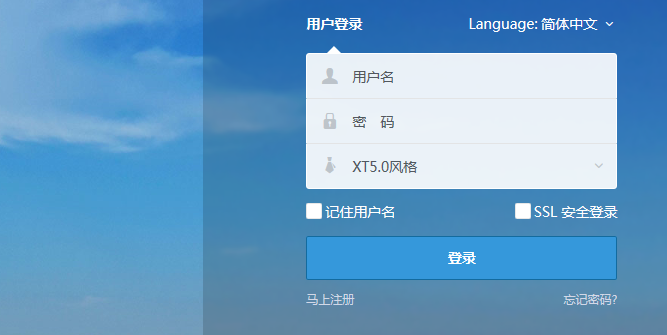 用户登录 Language: 简体中文
用户名
密 码
XT5.0风格
记住用户名 SSL 安全登录
登录
马上注册 忘记密码?